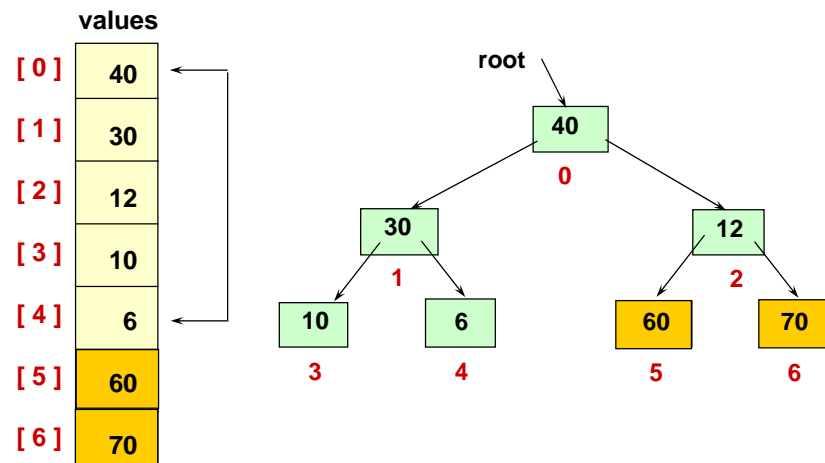 values
[ 0 ] 40
[ 1 ] 30
[ 2 ] 12
[ 3 ] 10
[ 4 ] 6
[ 5 ] 60
[ 6 ] 70
root
40
0
30 12
1 2
10 6 60 70
3 4 5 6